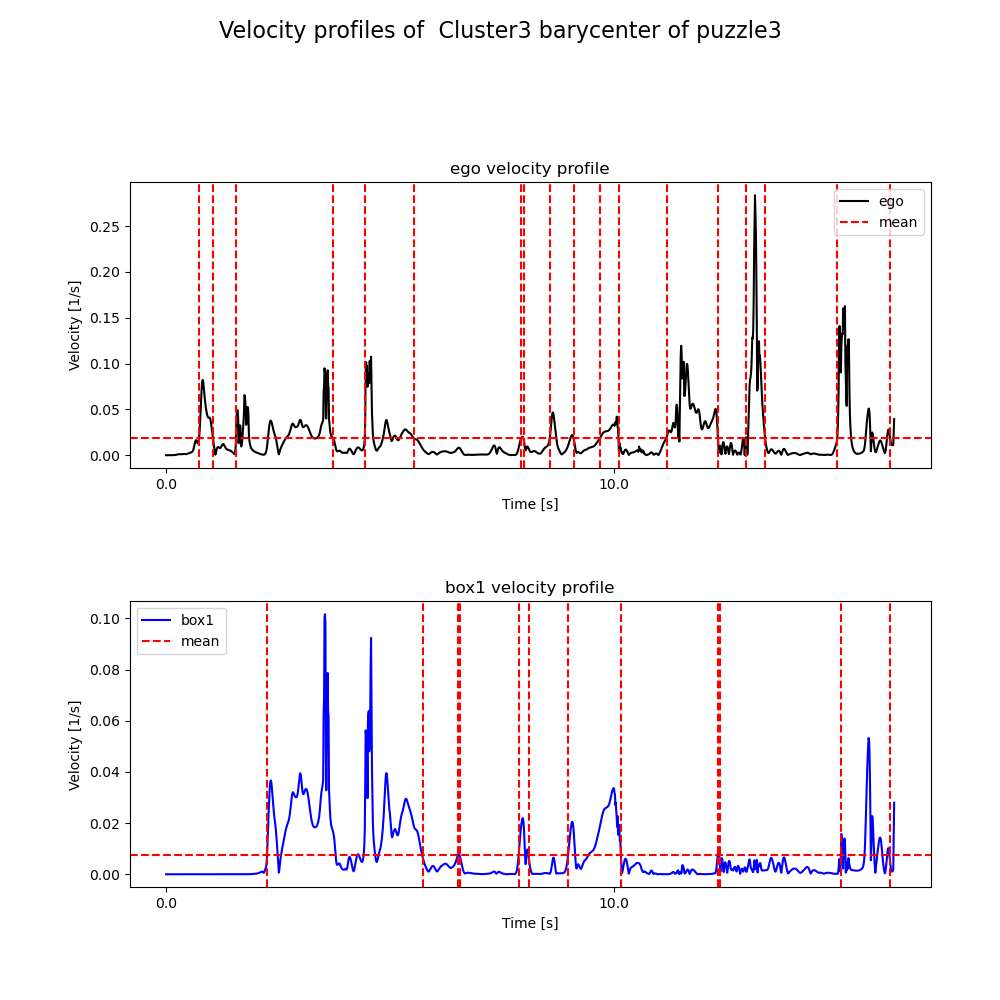 Velocity profiles of  Cluster3 barycenter of puzzle3
ego velocity profile
ego
mean
0.25
0.20
0.15
0.10
0.05
0.00
Velocity [1/s]
0.0
10.0
Time [s]
box1 velocity profile
box1
mean
0.10
0.08
0.06
0.04
0.02
0.00
Velocity [1/s]
0.0
10.0
Time [s]